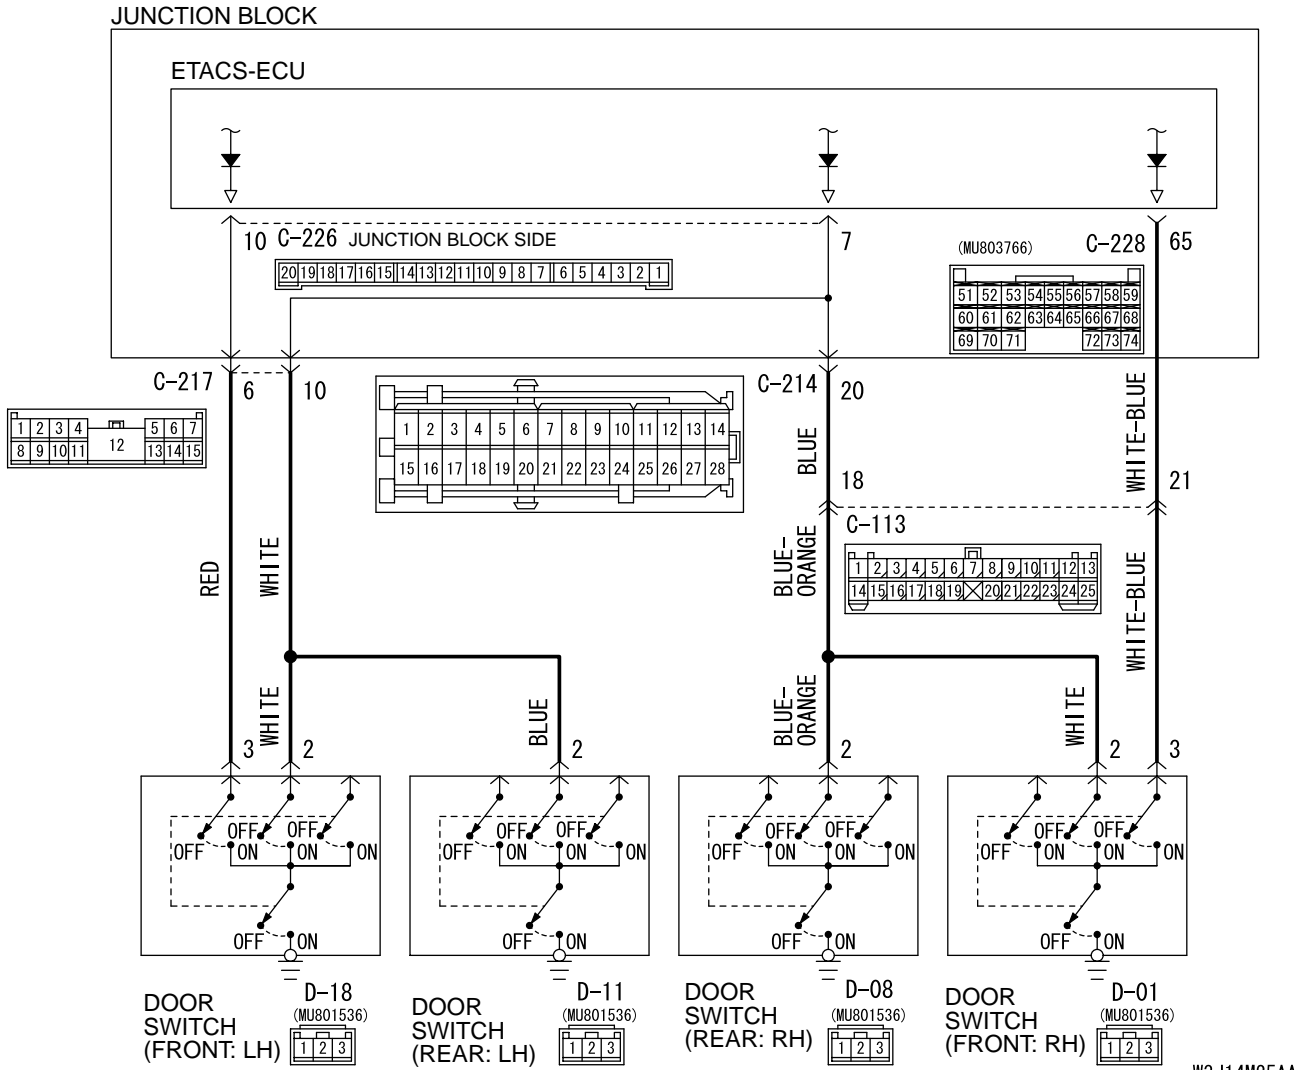 JUNCTION BLOCK
ETACS-ECU
10 C-226 JUNCTION BLOCK SIDE
7
(MU803766) C-228 65
20 19 18 17 16 15 14 13 12 11 10 9 8 7 6 5 4 3 2 1
51 52 53 54 55 56 57 58 59
60 61 62 63 64 65 66 67 68
69 70 71 72 73 74
C-217 6 10
C-214 20
1 2 3 4 12 5 6 7
8 9 10 11 13 14 15
1 2 3 4 5 6 7 8 9 10 11 12 13 14
15 16 17 18 19 20 21 22 23 24 25 26 27 28
BLUE
WHITE-BLUE
18
21
C-113
1 2 3 4 5 6 7 8 9 10 11 12 13
14 15 16 17 18 19 20 21 22 23 24 25
RED
WHITE
BLUE-
ORANGE
WHITE-BLUE
WHITE
BLUE
BLUE-
ORANGE
WHITE
3 2 2 2 2 3
OFF OFF OFF ON ON ON
OFF ON
OFF OFF OFF ON ON
OFF ON
OFF OFF OFF ON ON
OFF ON
OFF OFF OFF ON ON
OFF ON
DOOR
SWITCH
(FRONT: LH)
D-18
(MU801536)
1 2 3
DOOR
SWITCH
(REAR: LH)
D-11
(MU801536)
1 2 3
DOOR
SWITCH
(REAR: RH)
D-08
(MU801536)
1 2 3
DOOR
SWITCH
(FRONT: RH)
D-01
(MU801536)
1 2 3